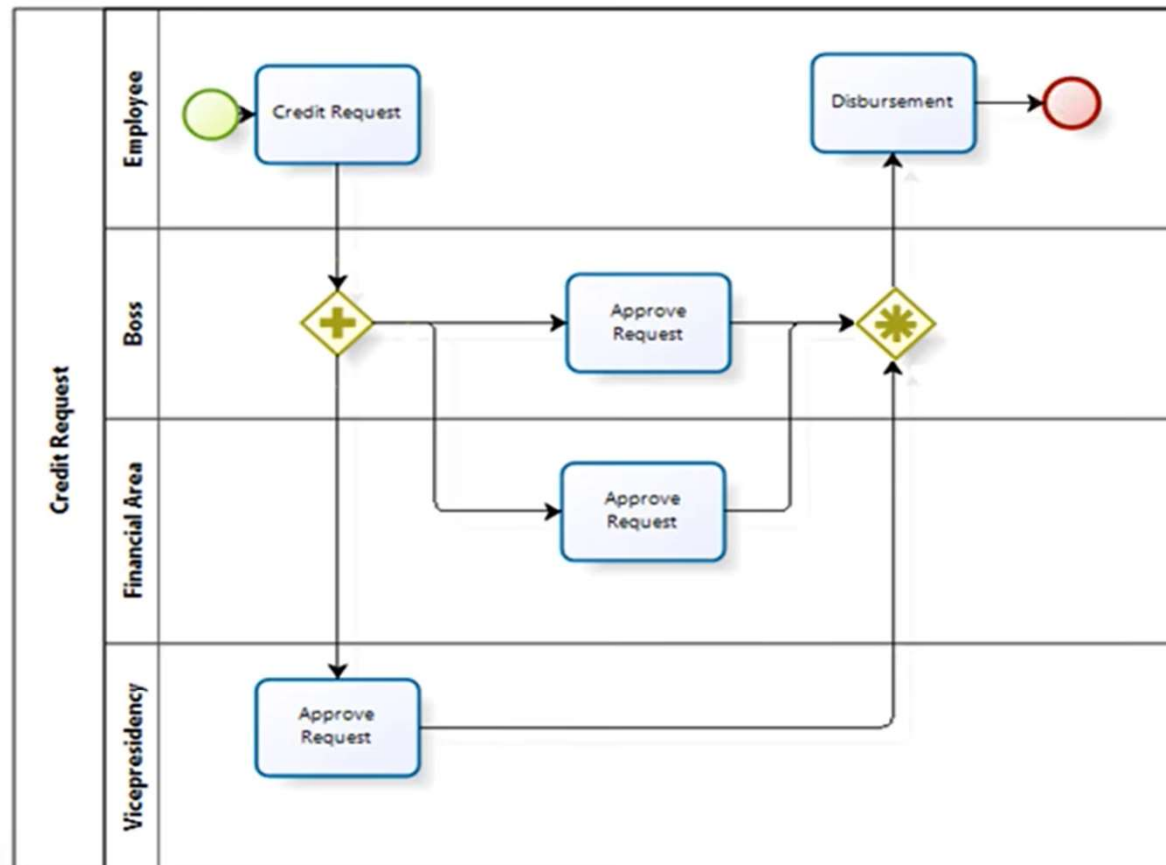 Credit Request
Employee
Credit Request
Disbursement
Boss
Approve
Request
Financial Area
Approve
Request
Vicepresidency
Approve
Request